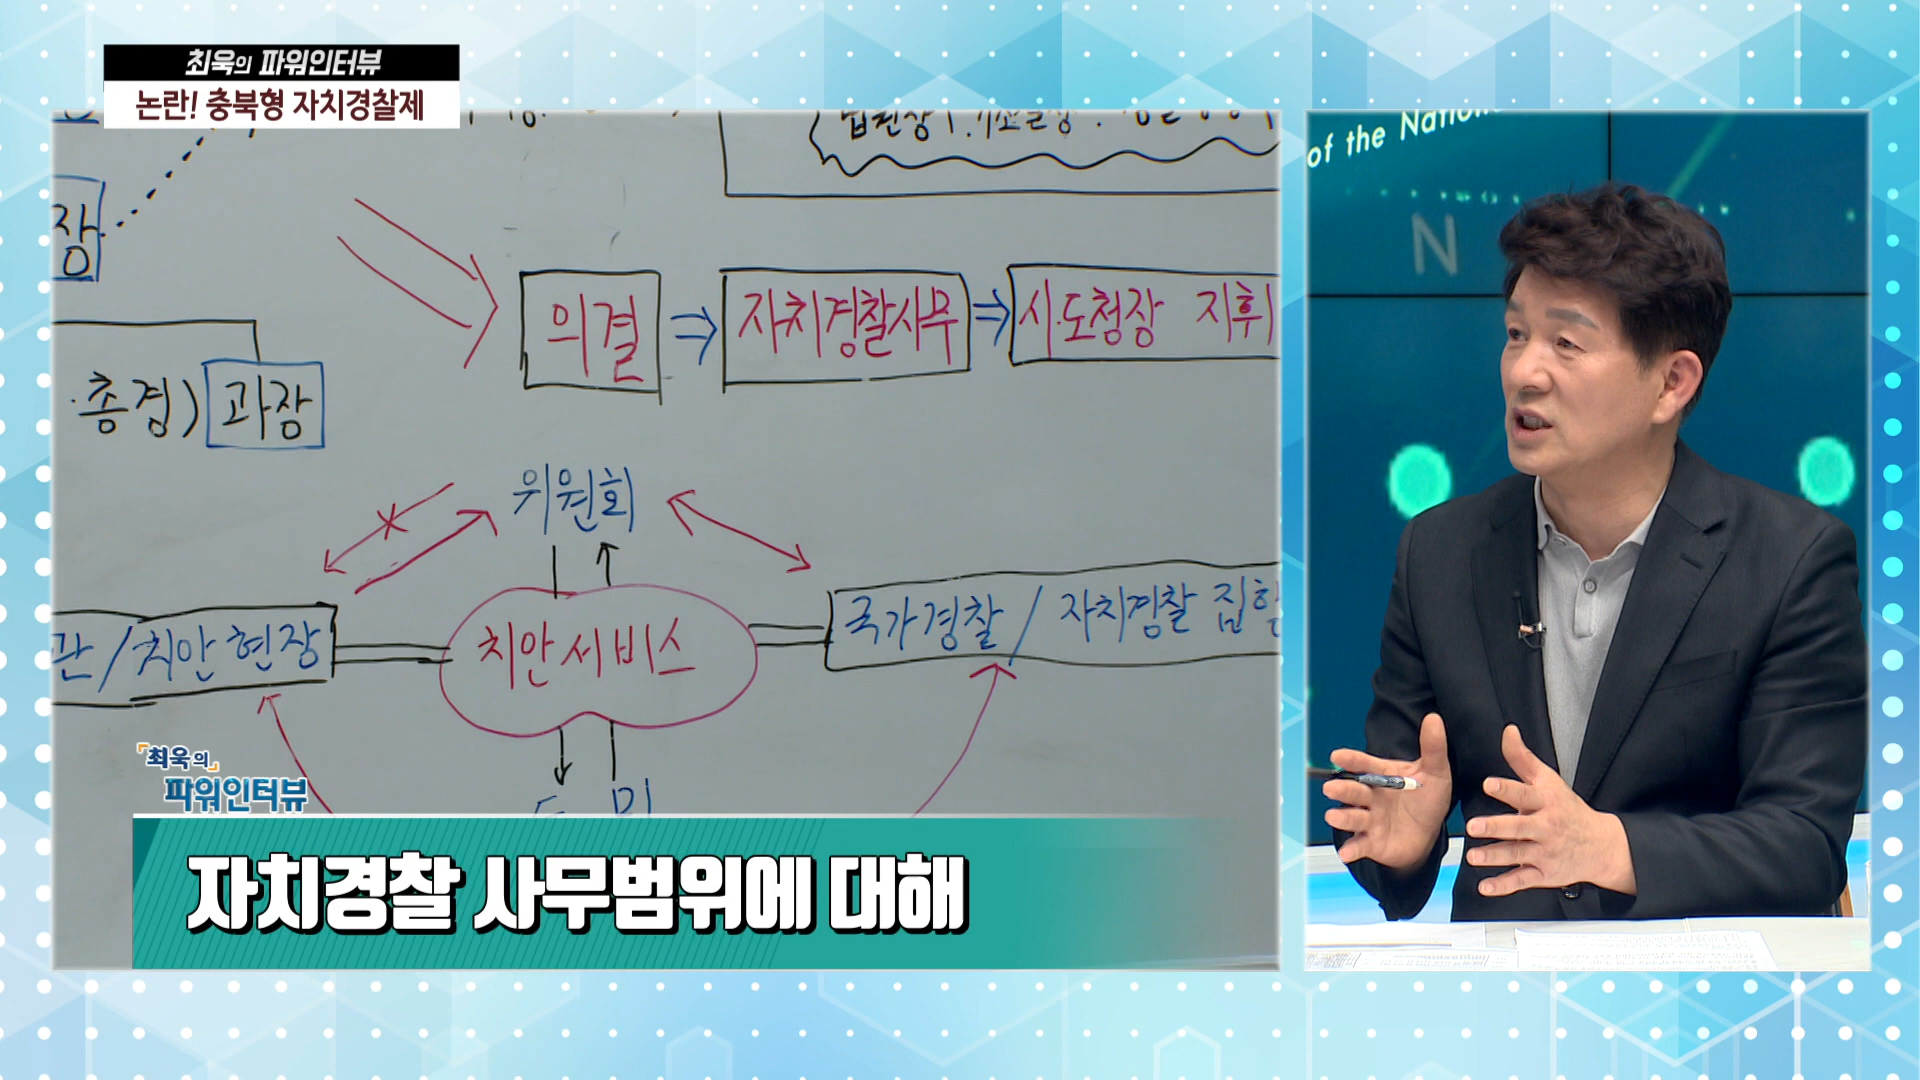 최욱의 파워인터뷰
논란! 충북형 자치경찰제
of the Nation
장
N
의결
자치경찰사무
시·도청장 지휘
총경) 과장
위원회
관/치안현장
치안서비스
국가경찰/자치경찰 집행
『최욱의』
파워인터뷰
자치경찰 사무범위에 대해